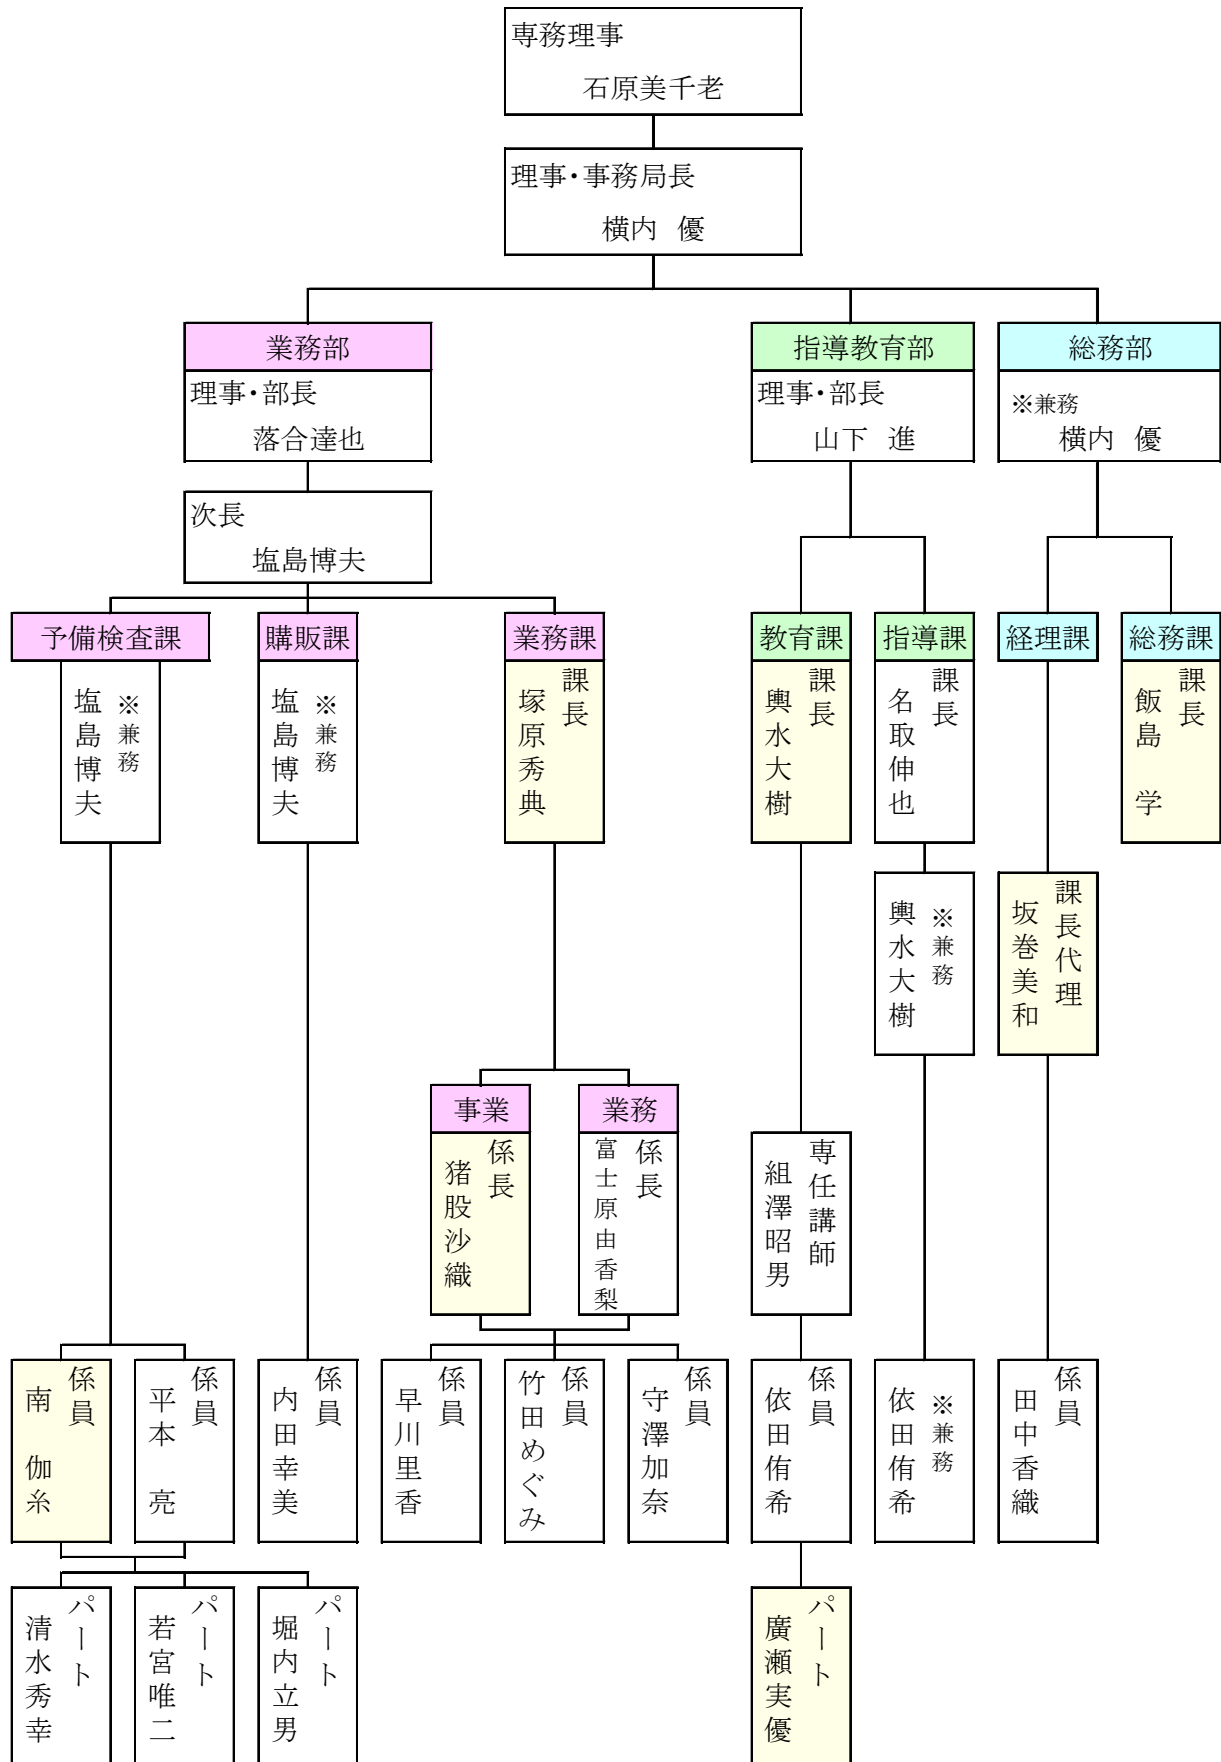 専務理事
石原美千老
理事・事務局長
横内 優
業務部
理事・部長
落合達也
指導教育部
理事・部長
山下 進
総務部
※兼務
横内 優
次長
塩島博夫
予備検査課
※兼務
塩島博夫
購販課
※兼務
塩島博夫
業務課
課長
塚原秀典
教育課
課長
輿水大樹
指導課
課長
名取伸也
経理課
総務課
課長
飯島 学
※兼務
輿水大樹
課長代理
坂巻美和
事業
係長
猪股沙織
業務
係長
富士原由香梨
専任講師
組澤昭男
係員
南 伽糸
係員
平本 亮
係員
内田幸美
係員
早川里香
係員
竹田めぐみ
係員
守澤加奈
係員
依田侑希
※兼務
依田侑希
係員
田中香織
パート
清水秀幸
パート
若宮唯二
パート
堀内立男
パート
廣瀬実優